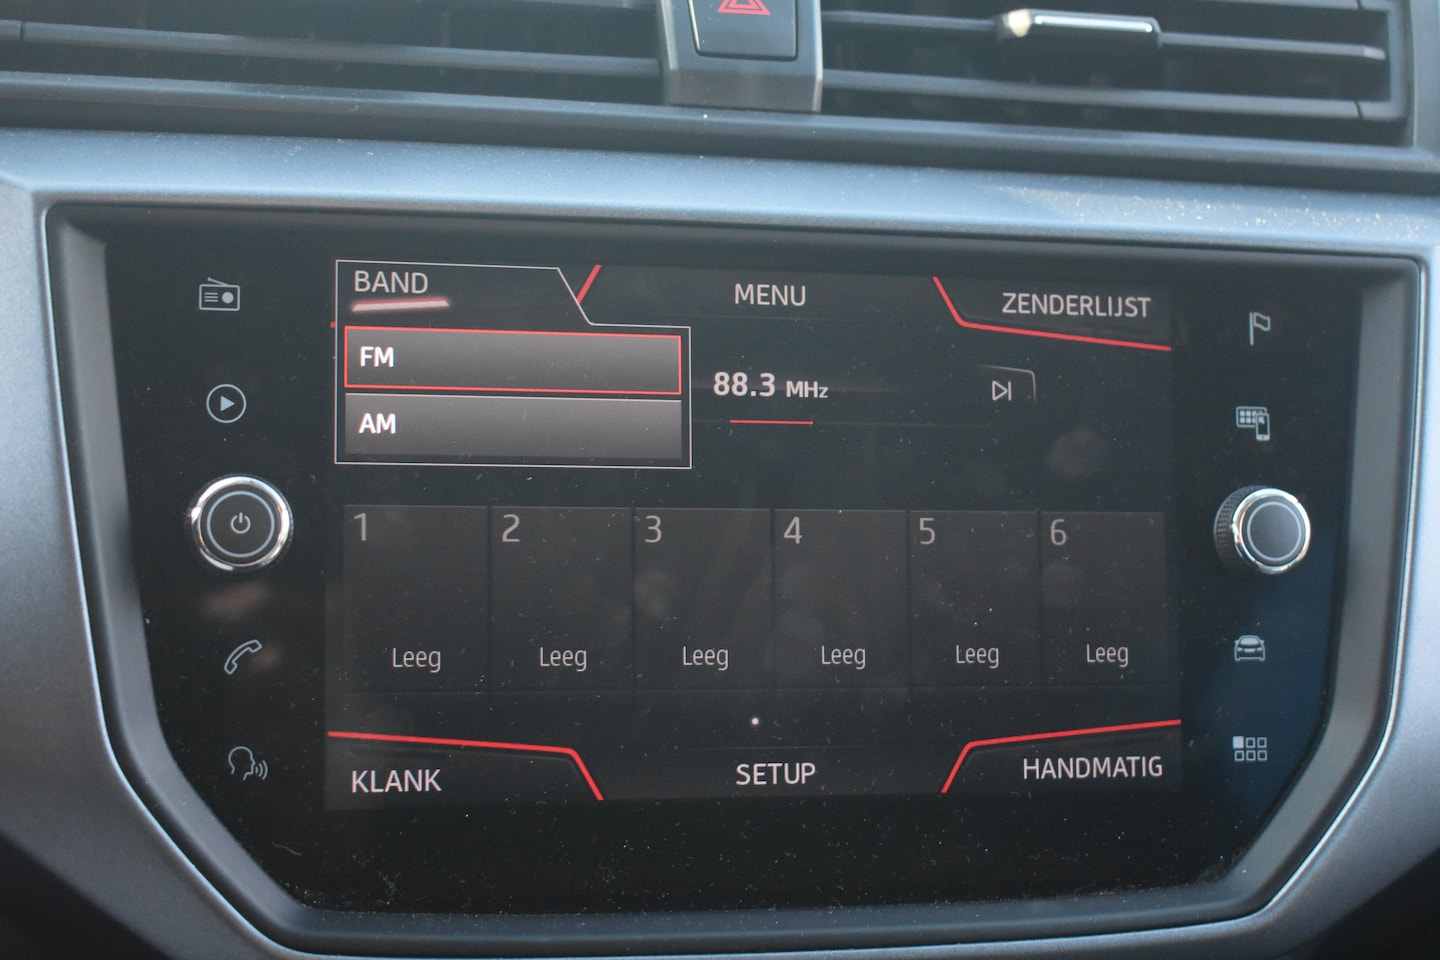 BAND
MENU
ZENDERLIJST
FM
88.3 MHz
AM
1
2
3
4
5
6
Leeg
Leeg
Leeg
Leeg
Leeg
Leeg
KLANK
SETUP
HANDMATIG